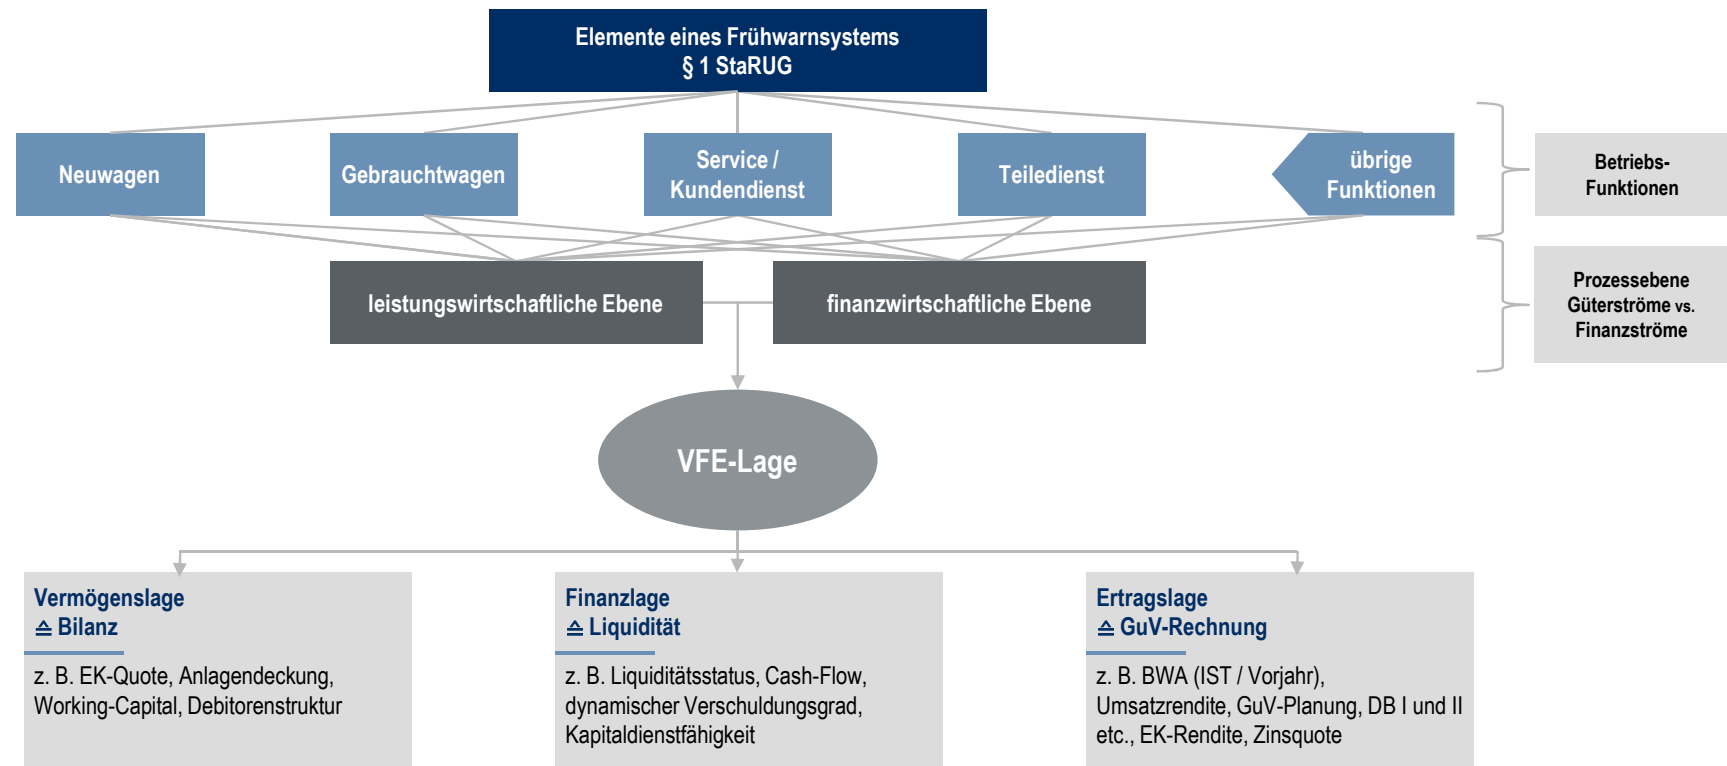 Elemente eines Frühwarnsystems
§ 1 StaRUG
Neuwagen
Gebrauchtwagen
Service /
Kundendienst
Teiledienst
übrige
Funktionen
Betriebs-
Funktionen
leistungswirtschaftliche Ebene
finanzwirtschaftliche Ebene
Prozessebene
Güterströme vs.
Finanzströme
VFE-Lage
Vermögenslage
≙ Bilanz
z. B. EK-Quote, Anlagendeckung,
Working-Capital, Debitorenstruktur
Finanzlage
≙ Liquidität
z. B. Liquiditätsstatus, Cash-Flow,
dynamischer Verschuldungsgrad,
Kapitaldienstfähigkeit
Ertragslage
≙ GuV-Rechnung
z. B. BWA (IST / Vorjahr),
Umsatzrendite, GuV-Planung, DB I und II
etc., EK-Rendite, Zinsquote